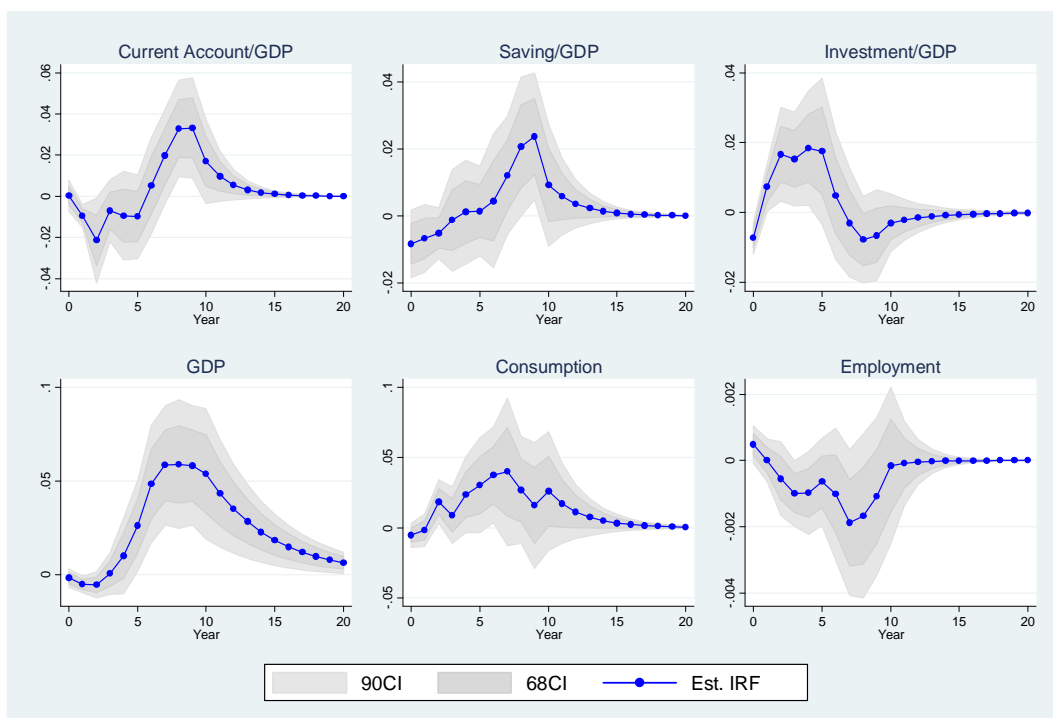 Current Account/GDP
.06
.04
.02
0
-.02
-.04
0 5 10 15 20
Year
Saving/GDP
.04
.02
0
-.02
0 5 10 15 20
Year
Investment/GDP
.04
.02
0
-.02
0 5 10 15 20
Year
GDP
.1
.05
0
0 5 10 15 20
Year
Consumption
.1
.05
0
-.05
0 5 10 15 20
Year
Employment
.002
0
-.002
-.004
0 5 10 15 20
Year
90CI 68CI Est. IRF